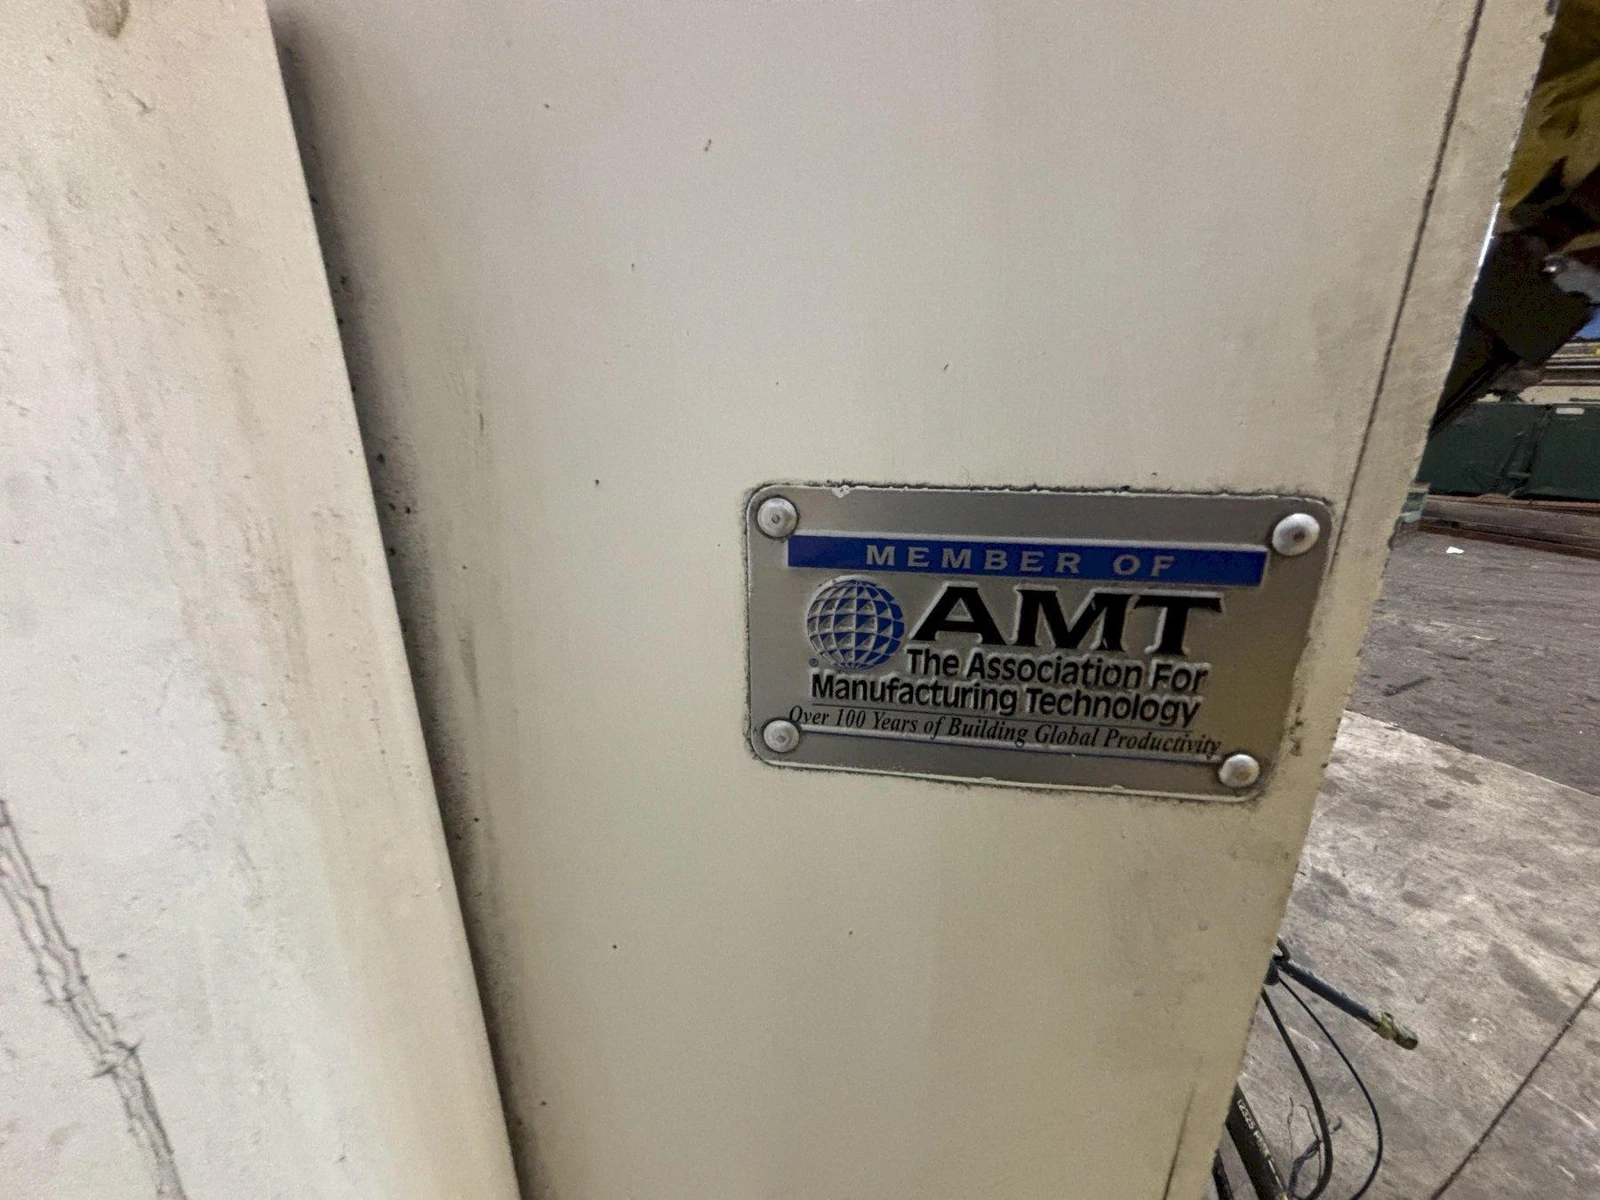 MEMBER OF
AMT
The Association For
Manufacturing Technology
Over 100 Years of Building Global Productivity